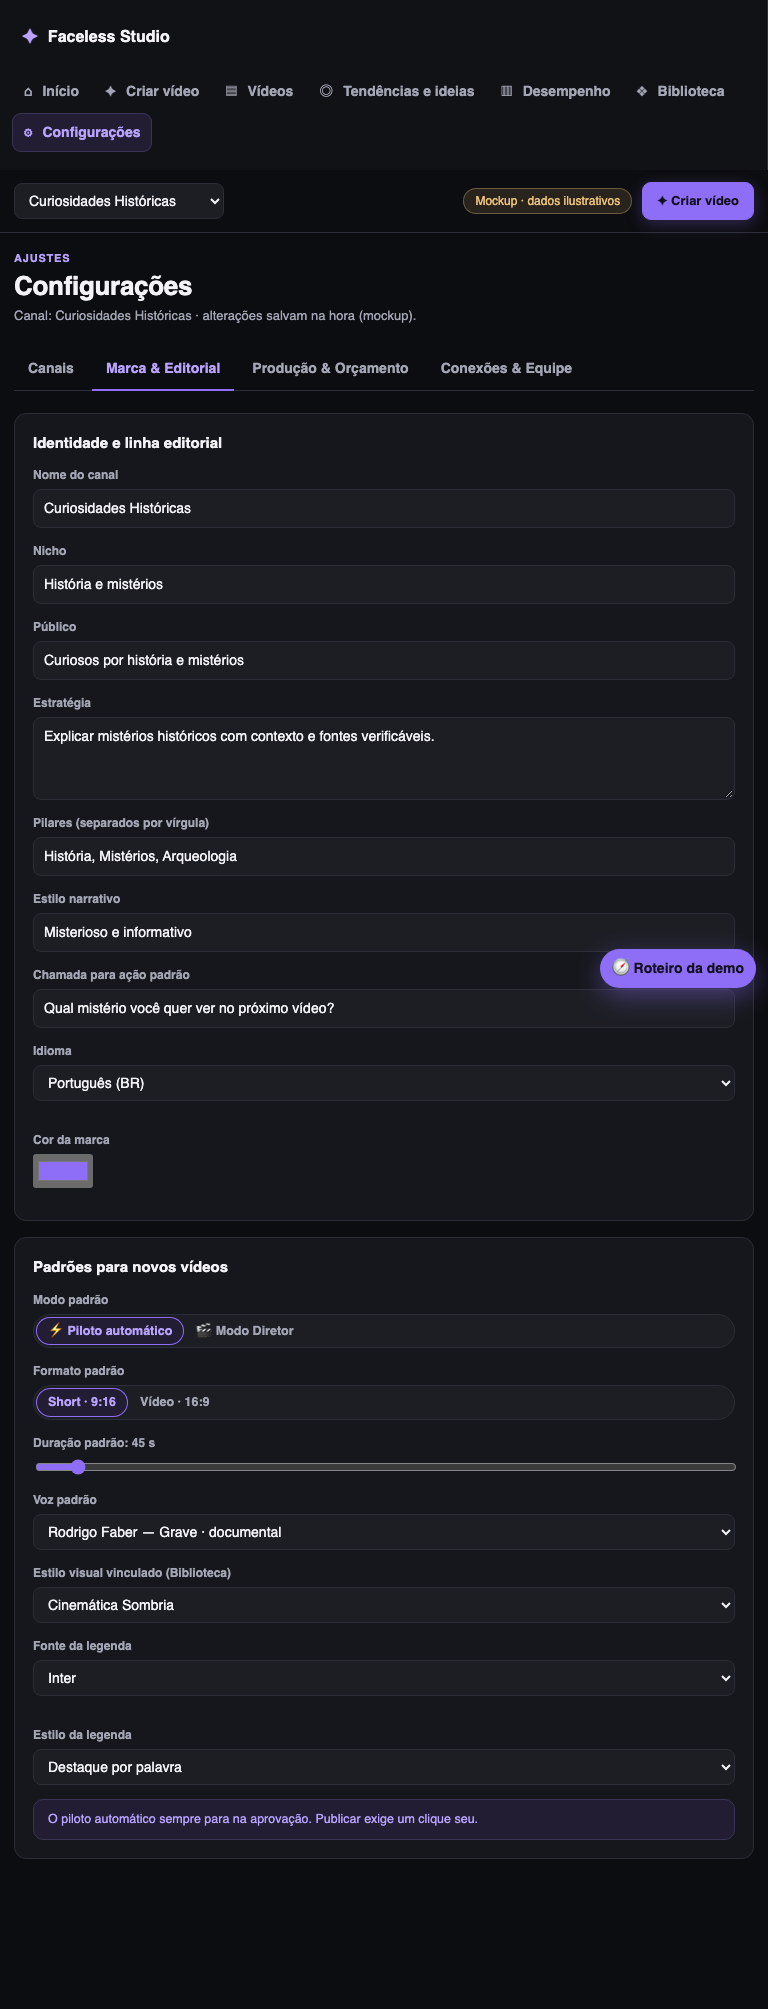 Faceless Studio
Início
Criar vídeo
Vídeos
Tendências e ideias
Desempenho
Biblioteca
Configurações
Curiosidades Históricas
Mockup · dados ilustrativos
✦ Criar vídeo
AJUSTES
Configurações
Canal: Curiosidades Históricas · alterações salvam na hora (mockup).
Canais
Marca & Editorial
Produção & Orçamento
Conexões & Equipe
Identidade e linha editorial
Nome do canal
Curiosidades Históricas
Nicho
História e mistérios
Público
Curiosos por história e mistérios
Estratégia
Explicar mistérios históricos com contexto e fontes verificáveis.
Pilares (separados por vírgula)
História, Mistérios, Arqueologia
Estilo narrativo
Misterioso e informativo
Roteiro da demo
Chamada para ação padrão
Qual mistério você quer ver no próximo vídeo?
Idioma
Português (BR)
Cor da marca
Padrões para novos vídeos
Modo padrão
⚡ Piloto automático
🎬 Modo Diretor
Formato padrão
Short · 9:16
Vídeo · 16:9
Duração padrão: 45 s
Voz padrão
Rodrigo Faber — Grave · documental
Estilo visual vinculado (Biblioteca)
Cinemática Sombria
Fonte da legenda
Inter
Estilo da legenda
Destaque por palavra
O piloto automático sempre para na aprovação. Publicar exige um clique seu.